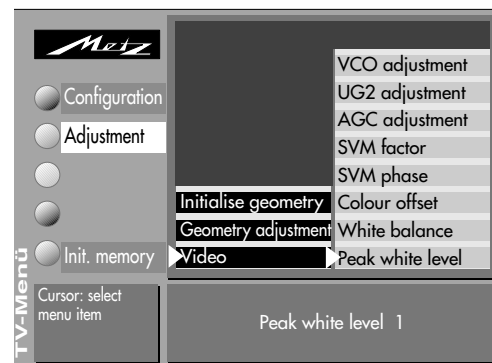 Metz
Configuration
Adjustment
Init. memory
Initialise geometry
Geometry adjustment
Video
VCO adjustment
UG2 adjustment
AGC adjustment
SVM factor
SVM phase
Colour offset
White balance
Peak white level
TV-Menü
Cursor: select
menu item
Peak white level 1